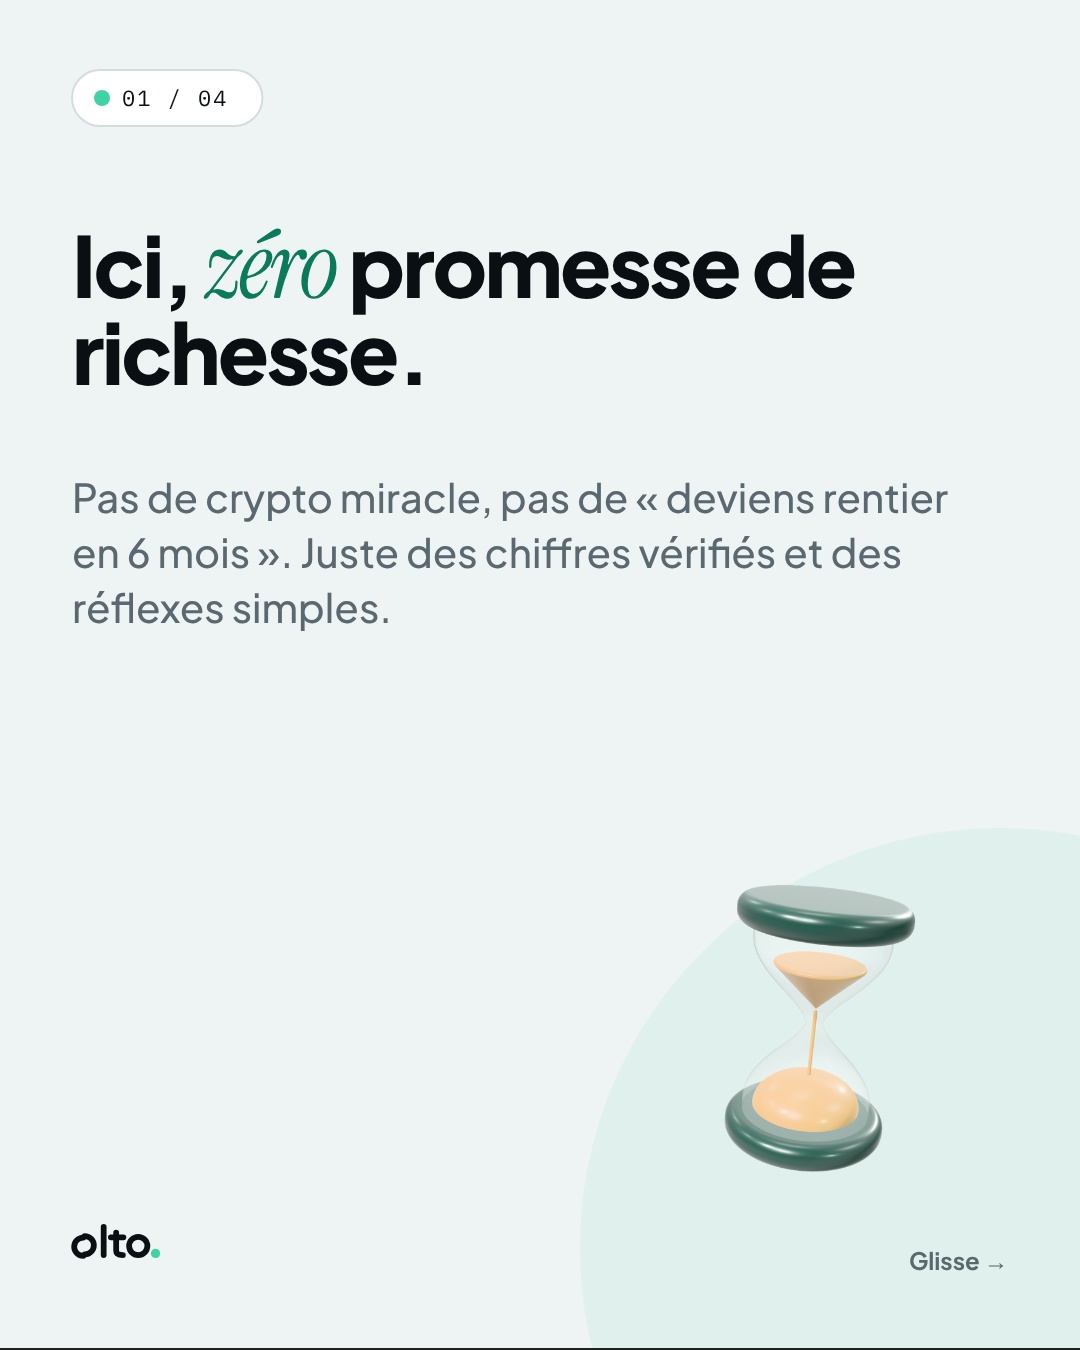 01 / 04
Ici, zéro promesse de
richesse.
Pas de crypto miracle, pas de « deviens rentier
en 6 mois ». Juste des chiffres vérifiés et des
réflexes simples.
olto.
Glisse →